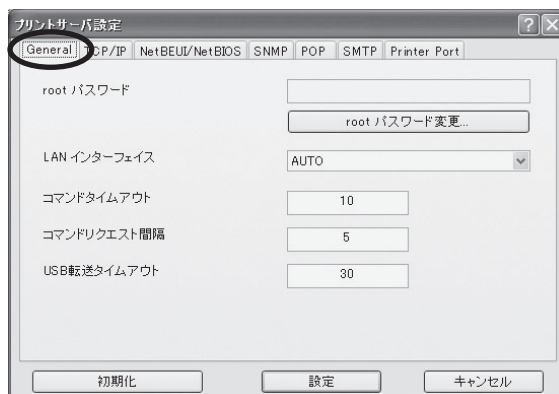 プリントサーバ設定
General TCP/IP NetBEUI/NetBIOS SNMP POP SMTP Printer Port
root パスワード
root パスワード変更...
LAN インターフェイス AUTO
コマンドタイムアウト 10
コマンドリクエスト間隔 5
USB転送タイムアウト 30
初期化 設定 キャンセル